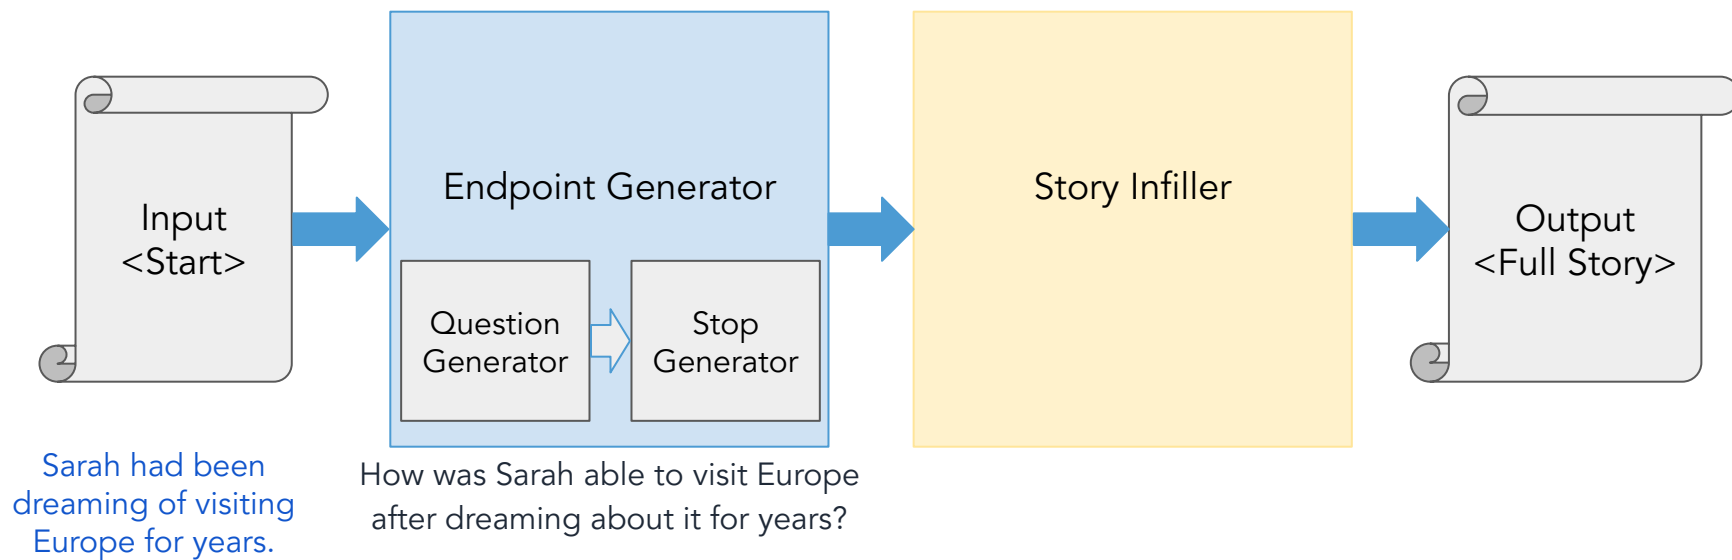 Input
<Start>
Endpoint Generator
Question
Generator
Stop
Generator
Story Infiller
Output
<Full Story>
Sarah had been
dreaming of visiting
Europe for years.
How was Sarah able to visit Europe
after dreaming about it for years?